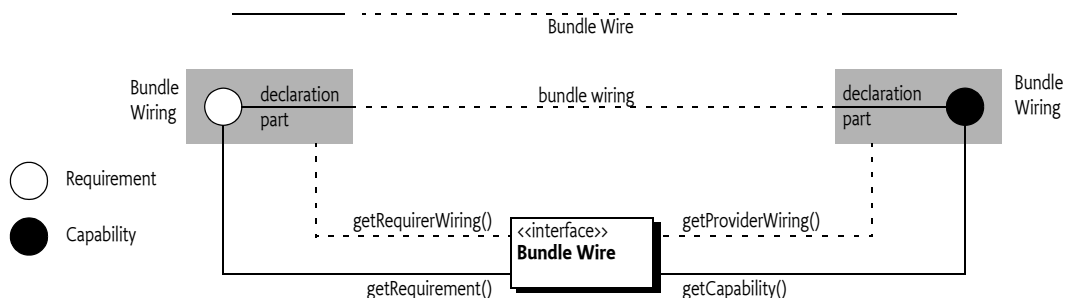 Bundle Wire
Bundle
Wiring
declaration
part
bundle wiring
declaration
part
Bundle
Wiring
Requirement
Capability
getRequirerWiring()
<<interface>>
Bundle Wire
getProviderWiring()
getRequirement()
getCapability()